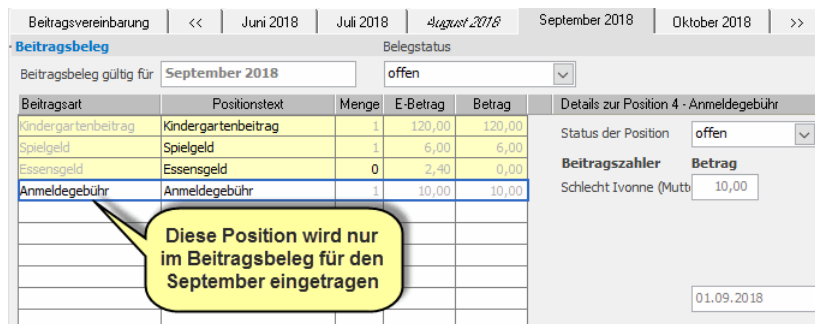 Beitragsvereinbarung << Juni 2018 Juli 2018 August 2018 September 2018 Oktober 2018 >>
Beitragsbeleg Belegstatus
Beitragsbeleg gültig für September 2018 offen
Beitragsart Positionstext Menge E-Betrag Betrag Details zur Position 4 - Anmeldegebühr
Kindergartenbeitrag Kindergartenbeitrag 1 120,00 120,00
Status der Position offen
Spielgeld Spielgeld 1 6,00 6,00
Essensgeld Essensgeld 0 2,40 0,00
Beitragszahler Betrag
Anmeldegebühr Anmeldegebühr 1 10,00 10,00
Schlecht Ivonne (Mutt 10,00
Diese Position wird nur
im Beitragsbeleg für den
September eingetragen
01.09.2018